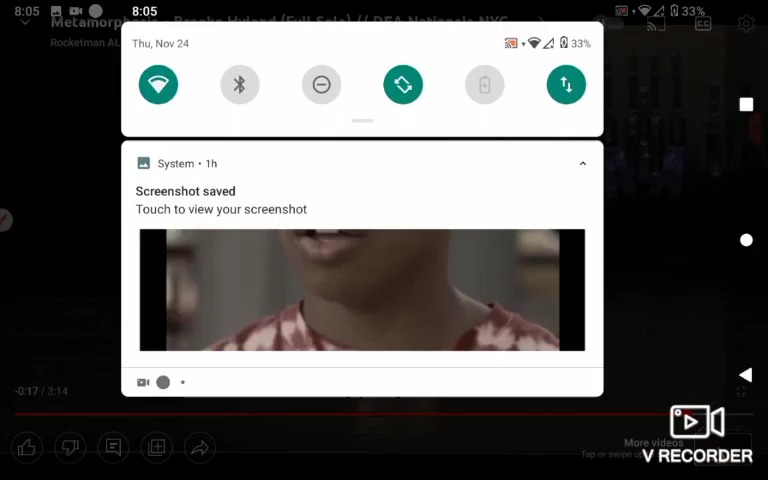 8:05
8:05
33%
Metamorphosis - Brooke Hyland (Full Solo) // DEA Nationals NYC
Rocketman AL
Thu, Nov 24
33%
System • 1h
Screenshot saved
Touch to view your screenshot
-0:17 / 3:14
More videos
Tap or swipe up
V RECORDER